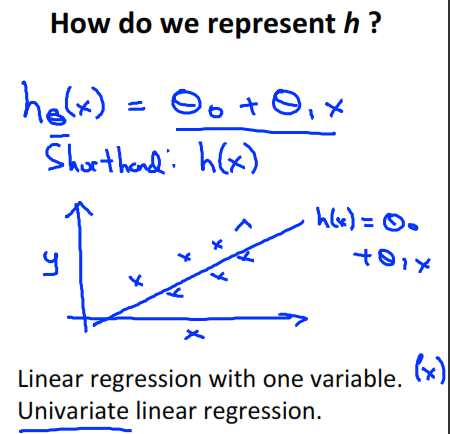 How do we represent h ?
hθ(x) = θ₀ + θ₁x
Shorthand: h(x)
h(x) = θ₀
+θ₁x
y
x
Linear regression with one variable. (x)
Univariate linear regression.